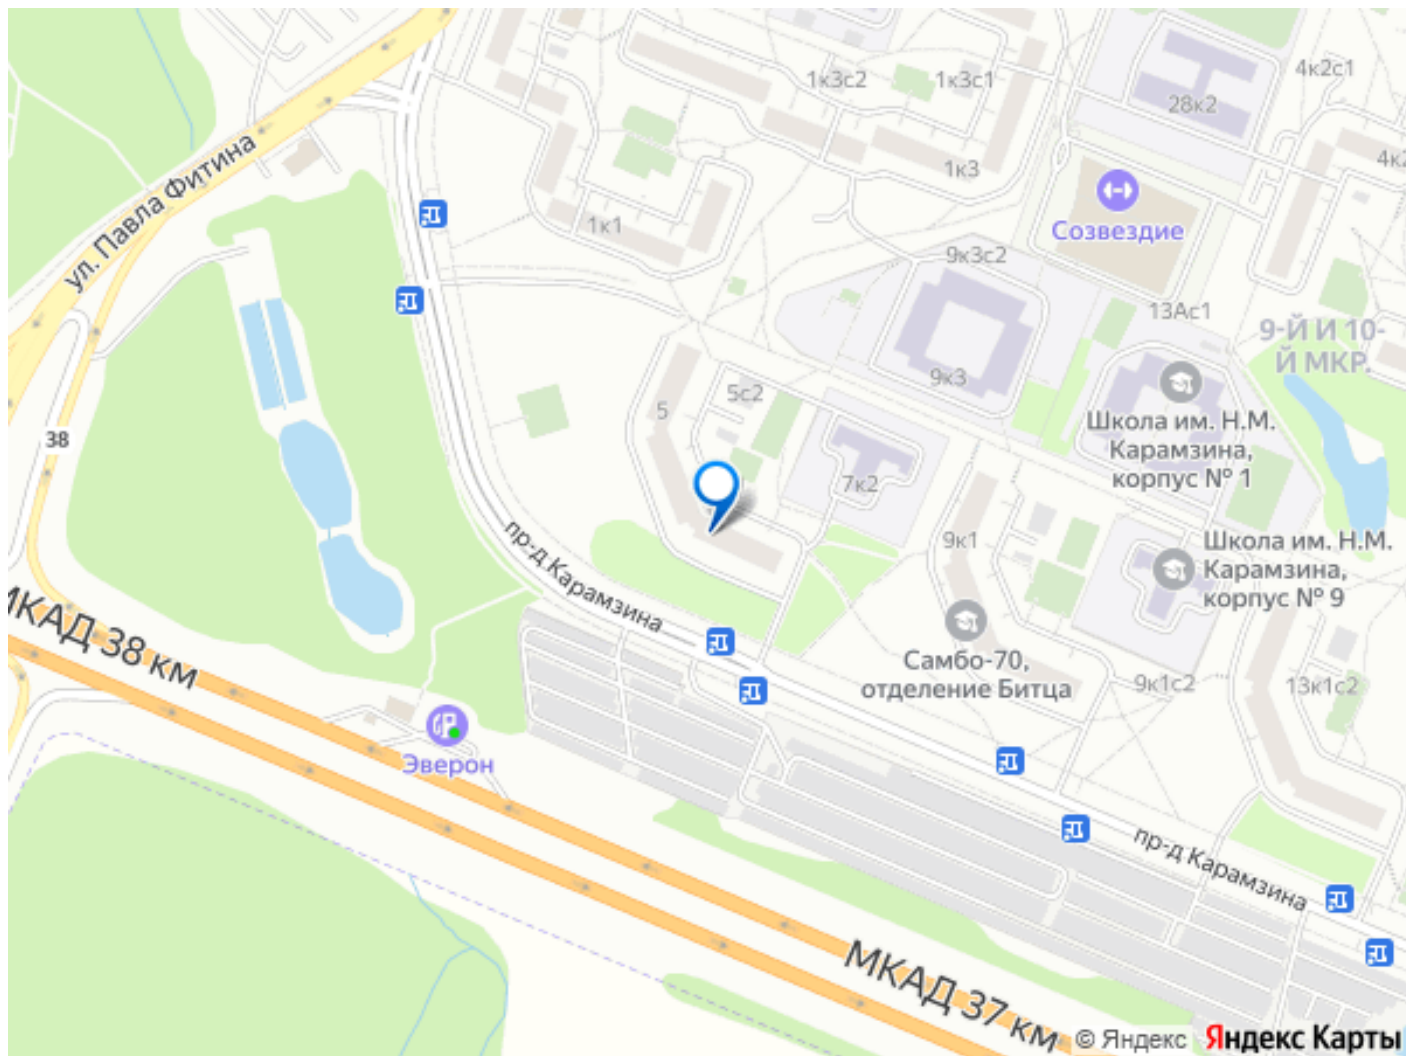 1к3с2
1к3с1
4к2с1
28к2
ул. Павла Фитина
1к3
1к1
Созвездие
9к3с2
13Ас1
9-Й И 10-
Й МКР.
9к3
5с2
5
38
Школа им. Н.М.
Карамзина,
корпус № 1
7к2
9к1
Школа им. Н.М.
Карамзина,
корпус № 9
пр-д Карамзина
МКАД 38 км
Самбо-70,
отделение Битца
9к1с2
13к1с2
Эверон
пр-д Карамзина
МКАД 37 км
© Яндекс
Яндекс Карты